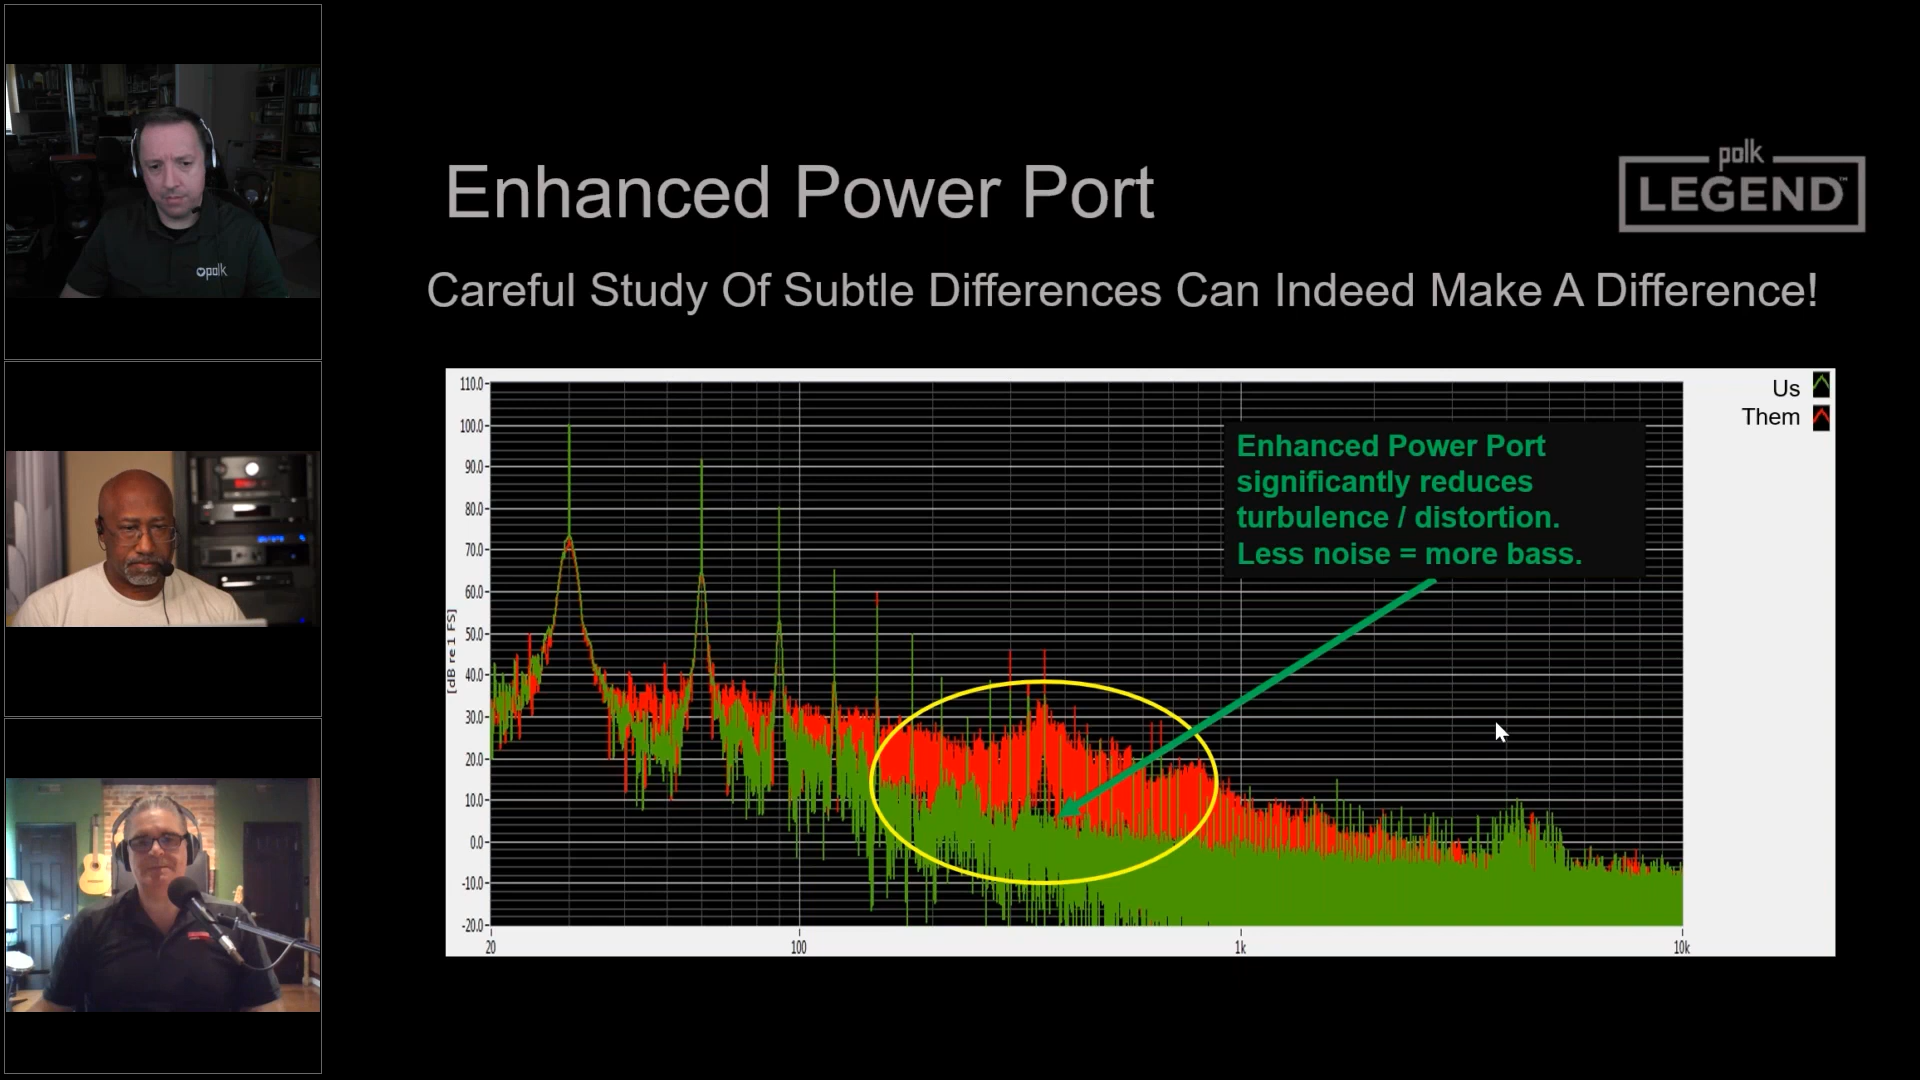 polk
Enhanced Power Port
polk
LEGEND™
Careful Study Of Subtle Differences Can Indeed Make A Difference!
Us
Them
Enhanced Power Port
significantly reduces
turbulence / distortion.
Less noise = more bass.
[dB re 1 FS]
110.0
100.0
90.0
80.0
70.0
60.0
50.0
40.0
30.0
20.0
10.0
0.0
-10.0
-20.0
20 100 1k 10k